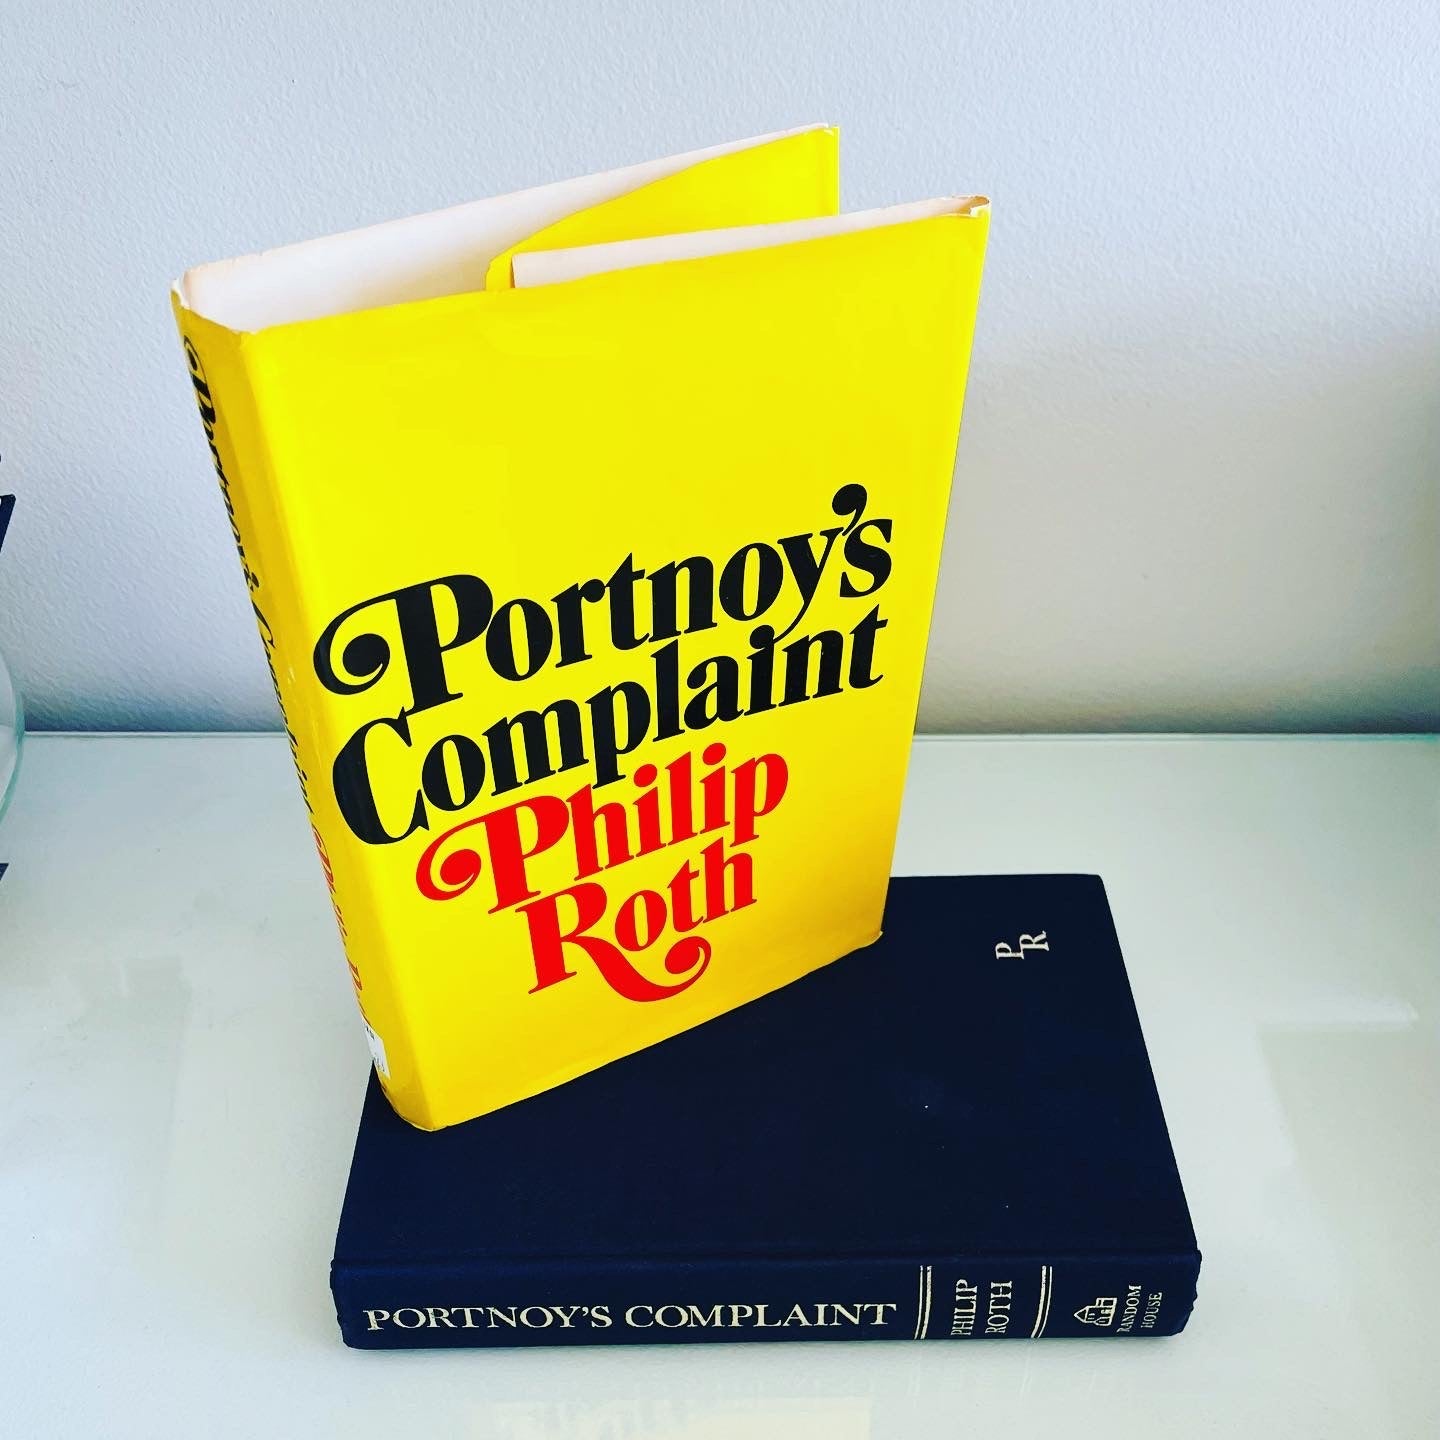 Portnoy's
Complaint
Philip
Roth
PR
PORTNOY'S COMPLAINT
PHILIP
ROTH
RANDOM
HOUSE